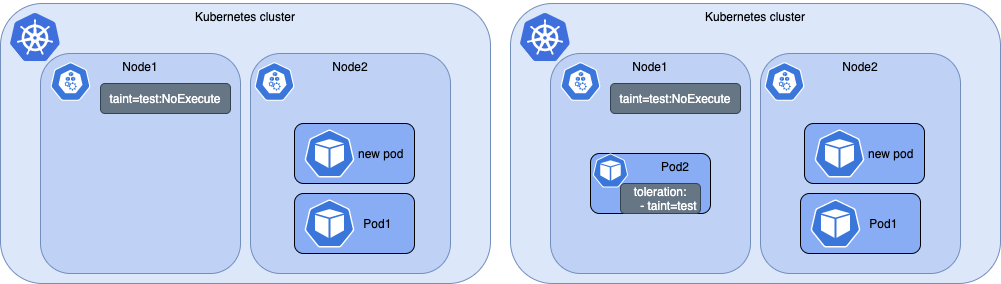 Kubernetes cluster
Node1
taint=test:NoExecute
Node2
new pod
Pod1
Kubernetes cluster
Node1
taint=test:NoExecute
Pod2
toleration:
- taint=test
Node2
new pod
Pod1